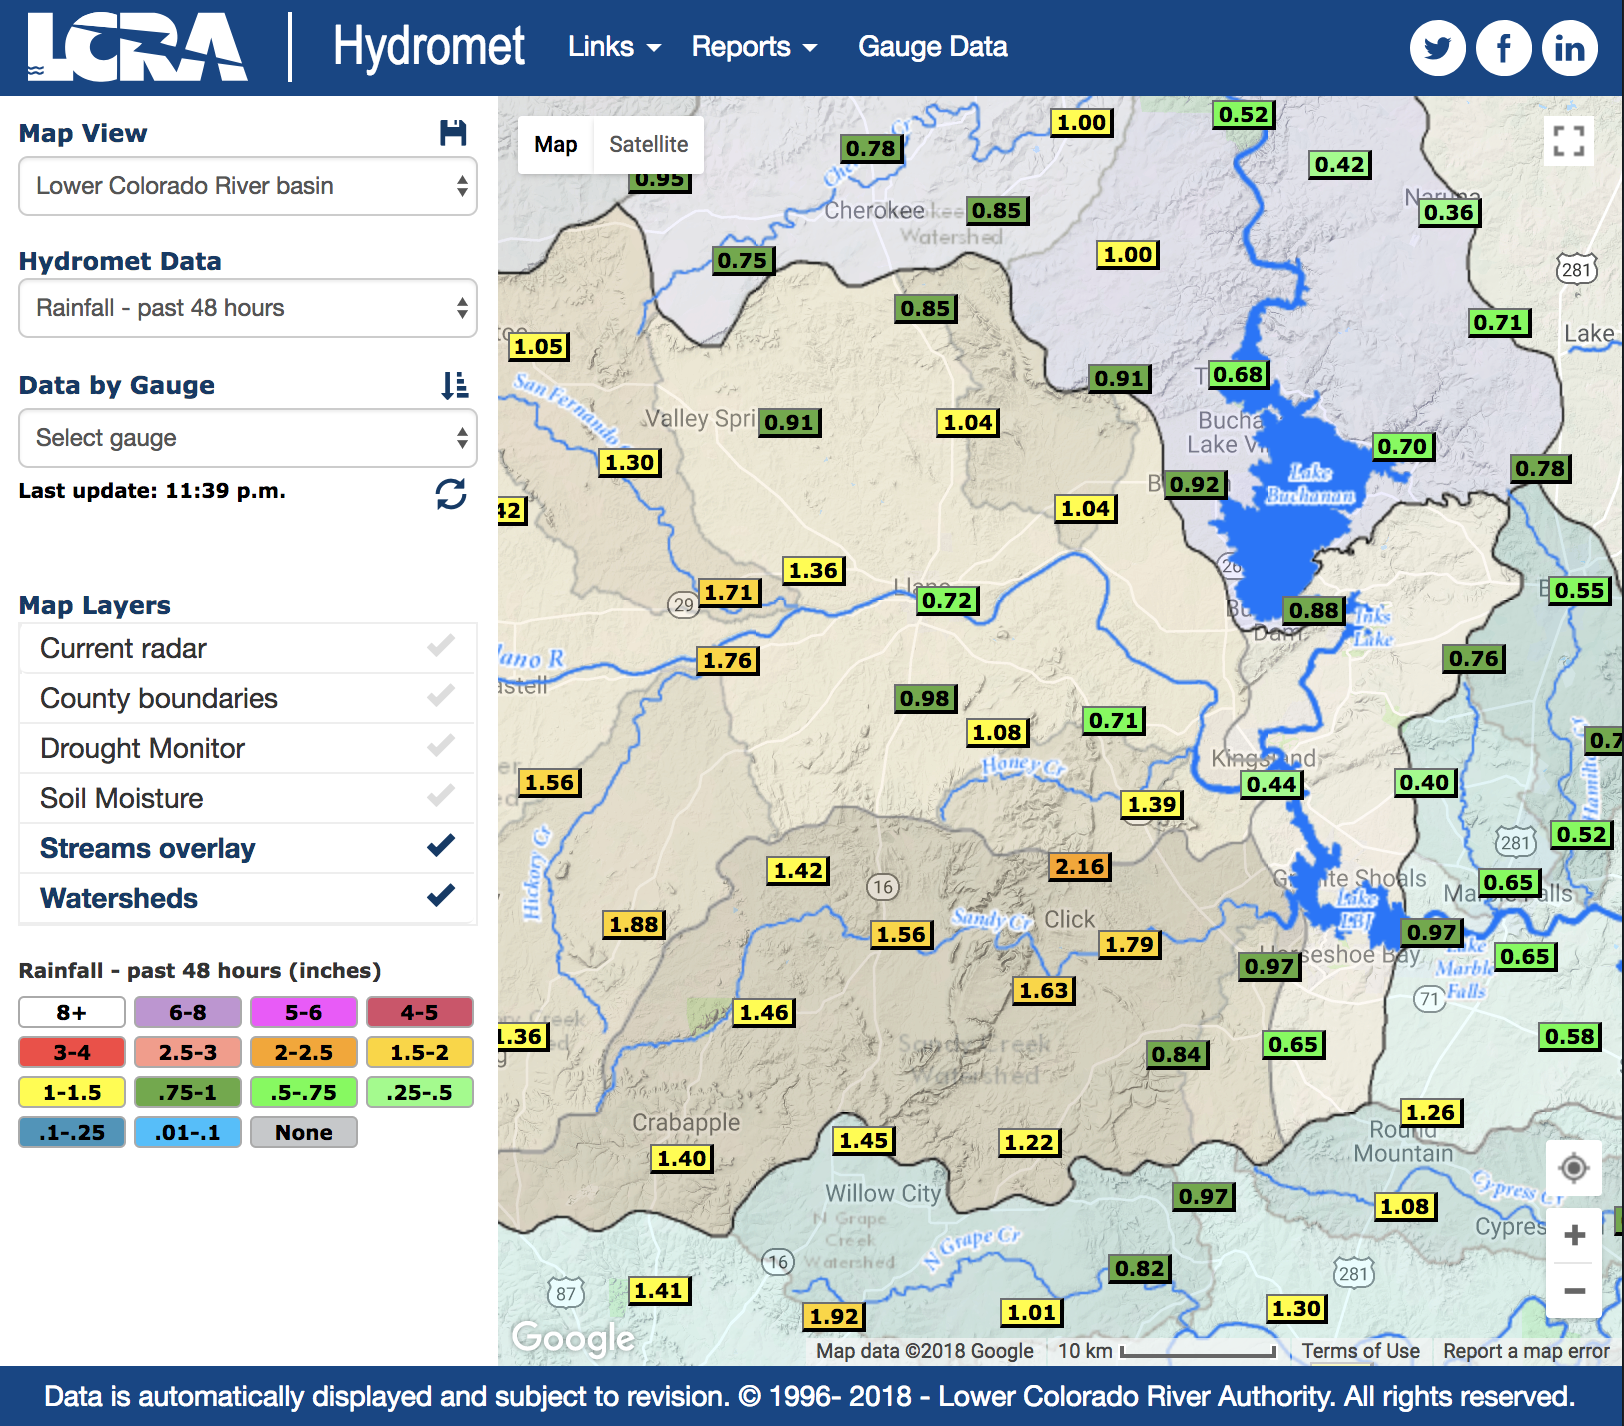 LCRA
Hydromet
Links
Reports
Gauge Data
Map View
Lower Colorado River basin
Hydromet Data
Rainfall - past 48 hours
Data by Gauge
Select gauge
Last update: 11:39 p.m.
Map Layers
Current radar
County boundaries
Drought Monitor
Soil Moisture
Streams overlay
Watersheds
Rainfall - past 48 hours (inches)
8+ 6-8 5-6 4-5
3-4 2.5-3 2-2.5 1.5-2
1-1.5 .75-1 .5-.75 .25-.5
.1-.25 .01-.1 None
Map Satellite
0.52
1.00
0.78
0.42
0.95
Cherokee
0.85
0.36
Watershed
1.00
0.75
281
0.85
0.71
Lake
1.05
0.91
0.68
San Fernando
Valley Spri
0.91
1.04
Bucha
Lake V
0.70
1.30
0.78
Lake
Buchanan
0.92
1.04
42
1.36
26
29
1.71
Llano
0.72
0.55
0.88
Inks
Lake
Dam
lano R
1.76
0.76
astell
0.98
1.08
0.71
0.7
Honey Cr
Kingsland
1.56
0.44
0.40
1.39
0.52
281
Hickory Cr
1.42
16
2.16
Granite Shoals
0.65
Marble Falls
Lake
LBJ
1.88
Sandy Cr
Click
1.56
1.79
0.97
Lake
Marble
Falls
0.65
0.97
seshoe Bay
1.63
71
1.46
1.36
0.58
Sandy Creek
Watershed
0.84
0.65
Crabapple
1.26
Round
Mountain
1.45
1.22
1.40
Willow City
0.97
Cypress Cr
1.08
Cypres
N Grape
Creek
Watershed
N Grape Cr
16
0.82
281
87
1.41
1.92
1.01
1.30
Google
Map data ©2018 Google
10 km
Terms of Use
Report a map error
Data is automatically displayed and subject to revision. © 1996- 2018 - Lower Colorado River Authority. All rights reserved.